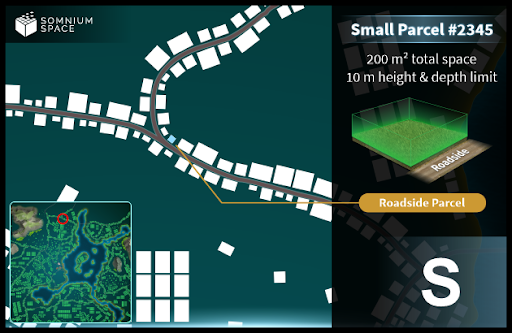 SOMNIUM
SPACE
Small Parcel #2345
200 m² total space
10 m height & depth limit
Roadside
Roadside Parcel
S